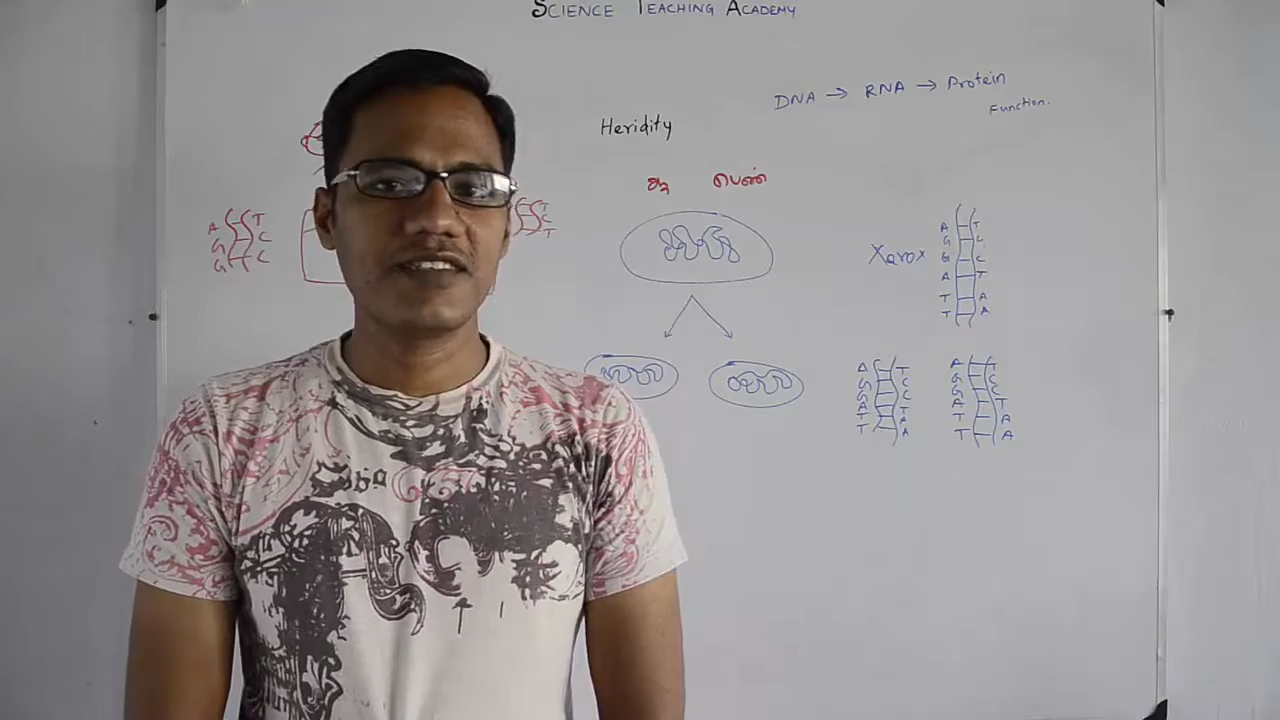 SCIENCE TEACHING ACADEMY
DNA → RNA → Protein
Function.
Heridity
ஆ பெண்
A T
G C
G T C
T
C
T
Xerox
A T
G C
G C
A T
T A
T A
A T
G C
G C
A T
T A
T A
A T
G C
G C
A T
T A
T A